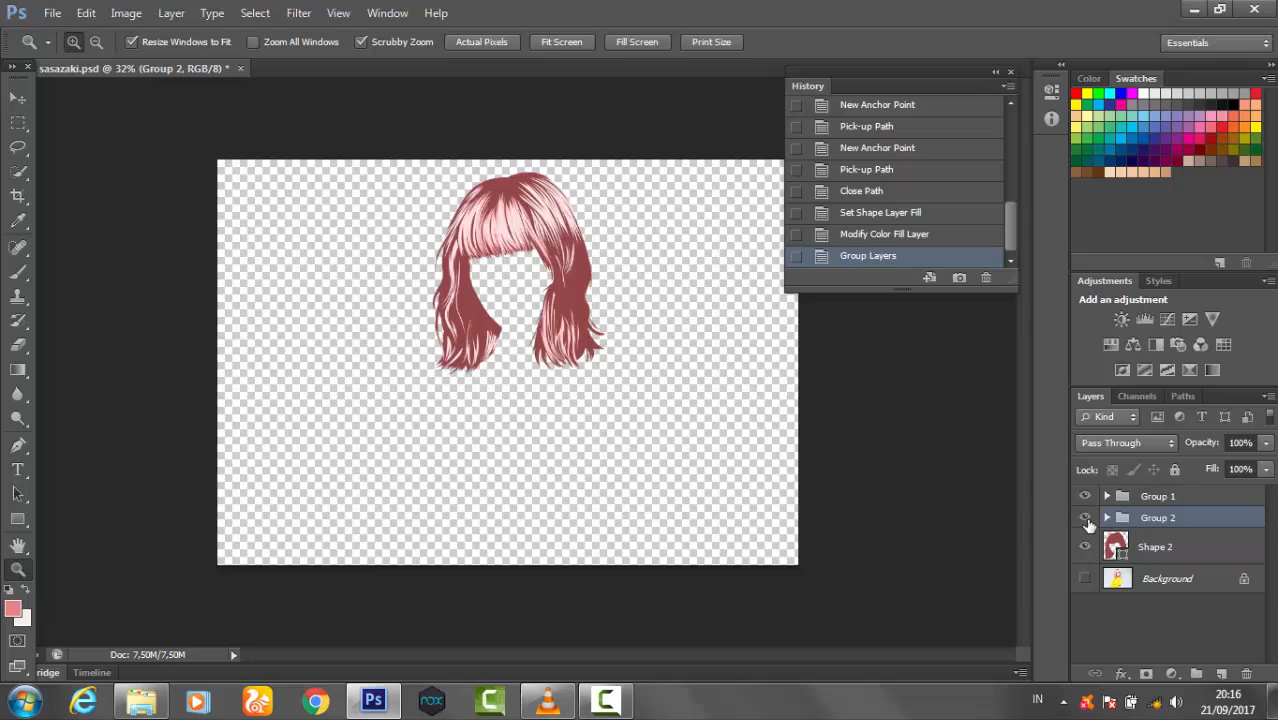 Ps File Edit Image Layer Type Select Filter View Window Help
Resize Windows to Fit Zoom All Windows Scrubby Zoom Actual Pixels Fit Screen Fill Screen Print Size Essentials
sasazaki.psd @ 32% (Group 2, RGB/8) *
History
New Anchor Point
Pick-up Path
New Anchor Point
Pick-up Path
Close Path
Set Shape Layer Fill
Modify Color Fill Layer
Group Layers
Color Swatches
Adjustments Styles
Add an adjustment
Layers Channels Paths
Kind
Pass Through Opacity: 100%
Lock: Fill: 100%
Group 1
Group 2
Shape 2
Background
Doc: 7,50M/7,50M
ridge Timeline
Ps nox IN 20:16
21/09/2017